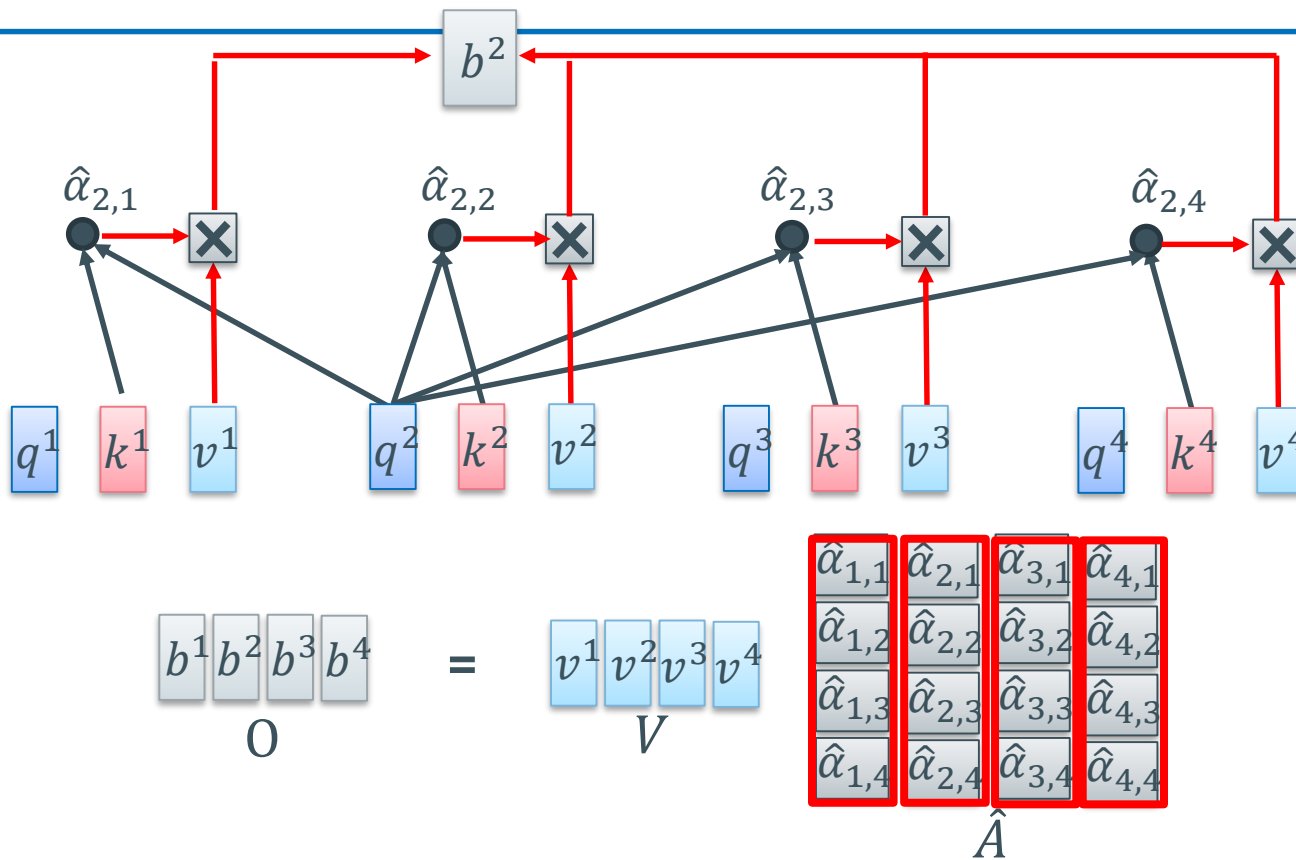 b²
α̂₂,₁ α̂₂,₂ α̂₂,₃ α̂₂,₄
q¹ k¹ v¹ q² k² v² q³ k³ v³ q⁴ k⁴ v⁴
α̂₁,₁ α̂₂,₁ α̂₃,₁ α̂₄,₁
α̂₁,₂ α̂₂,₂ α̂₃,₂ α̂₄,₂
b¹ b² b³ b⁴ = v¹ v² v³ v⁴
α̂₁,₃ α̂₂,₃ α̂₃,₃ α̂₄,₃
O V
α̂₁,₄ α̂₂,₄ α̂₃,₄ α̂₄,₄
Â